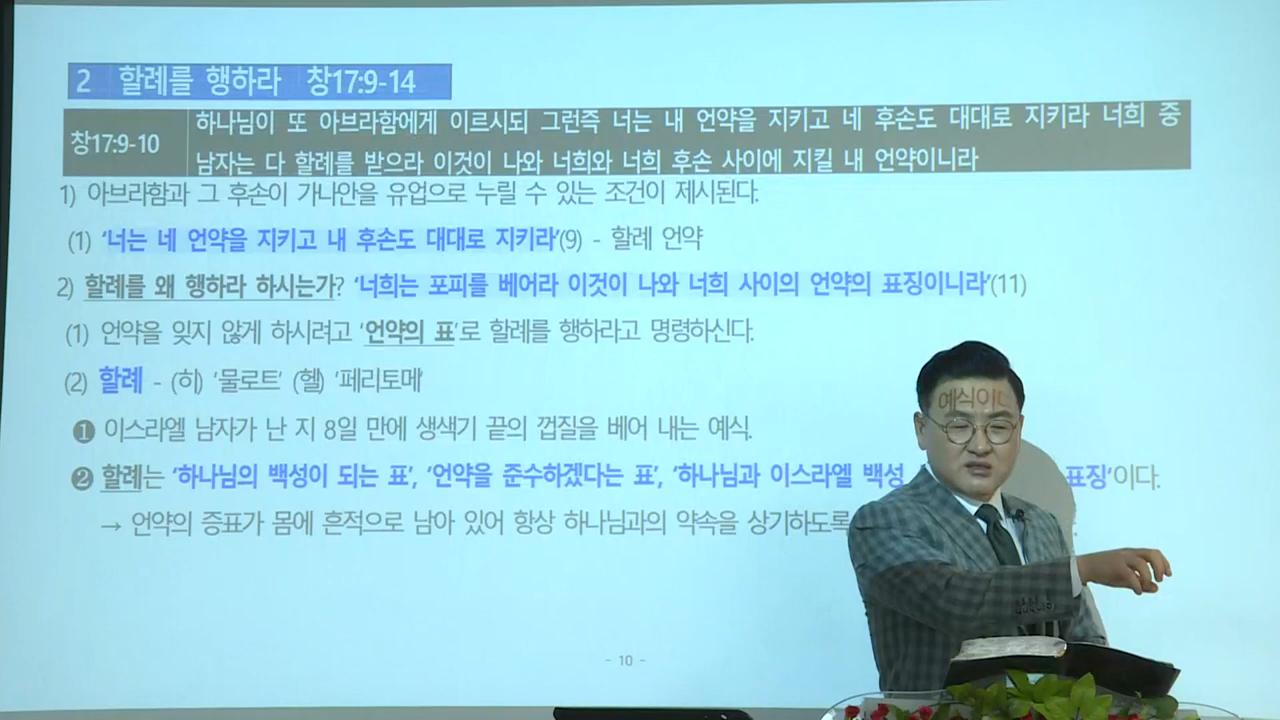 2 할례를 행하라 창17:9-14
창17:9-10 하나님이 또 아브라함에게 이르시되 그런즉 너는 내 언약을 지키고 네 후손도 대대로 지키라 너희 중
남자는 다 할례를 받으라 이것이 나와 너희와 너희 후손 사이에 지킬 내 언약이니라
1) 아브라함과 그 후손이 가나안을 유업으로 누릴 수 있는 조건이 제시된다.
(1) ‘너는 네 언약을 지키고 내 후손도 대대로 지키라’(9) - 할례 언약
2) 할례를 왜 행하라 하시는가? ‘너희는 포피를 베어라 이것이 나와 너희 사이의 언약의 표징이니라’(11)
(1) 언약을 잊지 않게 하시려고 ‘언약의 표’로 할례를 행하라고 명령하신다.
(2) 할례 - (히) ‘물로트’ (헬) ‘페리토메’
❶ 이스라엘 남자가 난 지 8일 만에 생색기 끝의 껍질을 베어 내는 예식.
❷ 할례는 ‘하나님의 백성이 되는 표’, ‘언약을 준수하겠다는 표’, ‘하나님과 이스라엘 백성 표징’이다.
→ 언약의 증표가 몸에 흔적으로 남아 있어 항상 하나님과의 약속을 상기하도록
예식이다
- 10 -